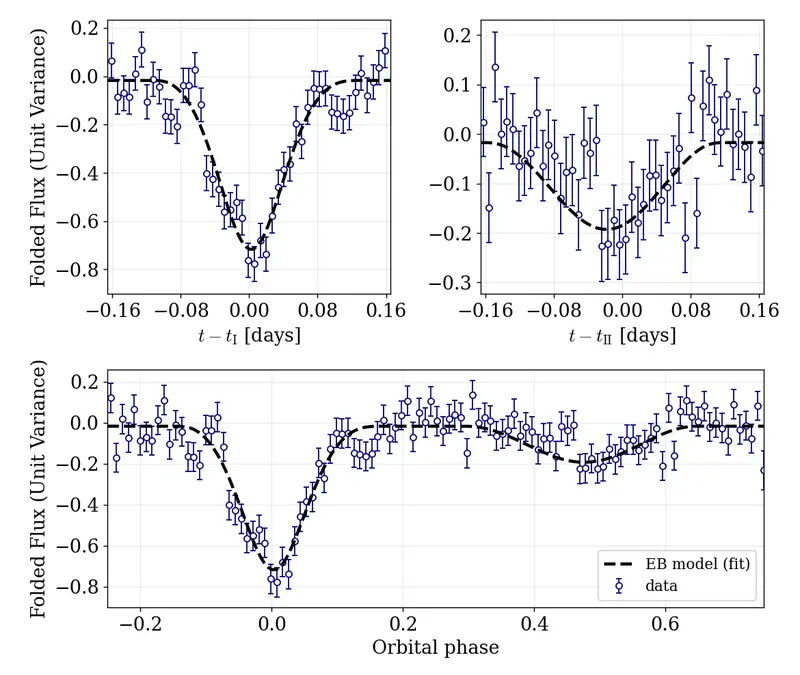 0.2
0.0
−0.2
−0.4
−0.6
−0.8
Folded Flux (Unit Variance)
−0.16 −0.08 0.00 0.08 0.16
t − tI [days]
0.2
0.1
0.0
−0.1
−0.2
−0.3
−0.16 −0.08 0.00 0.08 0.16
t − tII [days]
0.2
0.0
−0.2
−0.4
−0.6
−0.8
Folded Flux (Unit Variance)
EB model (fit)
data
−0.2 0.0 0.2 0.4 0.6
Orbital phase